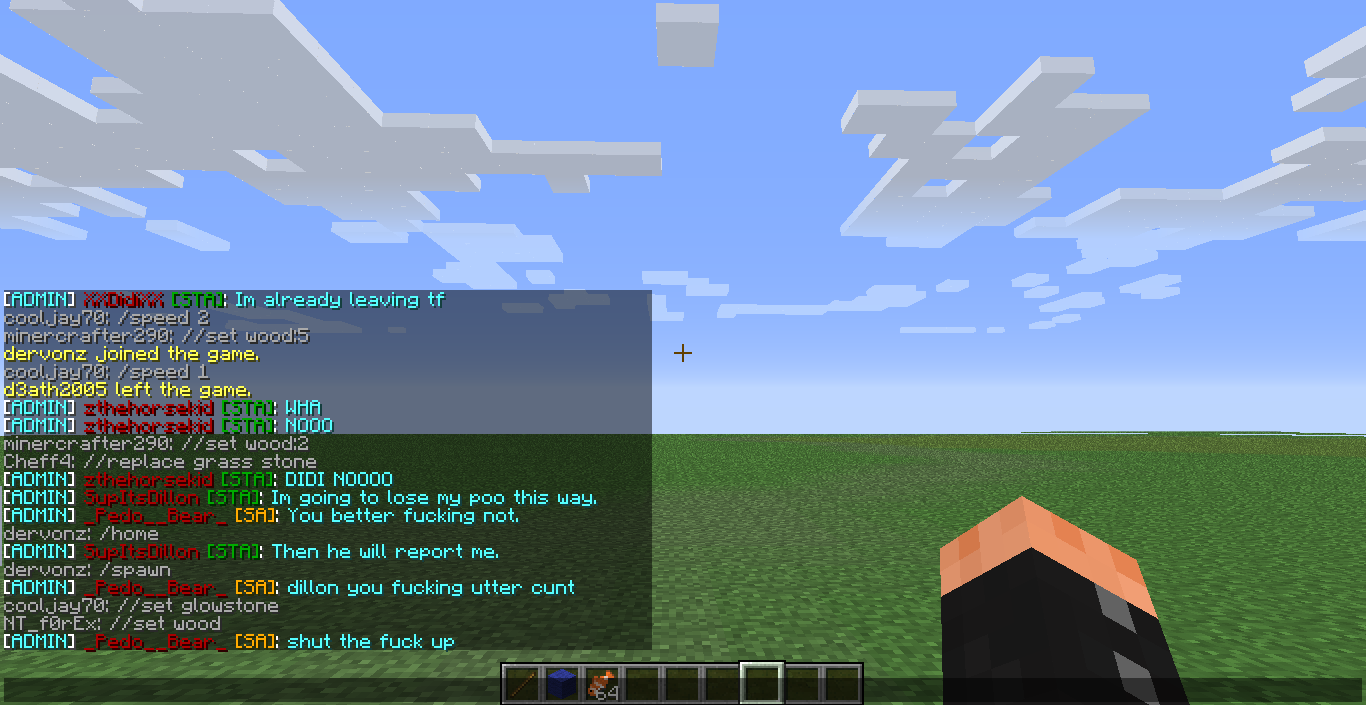 [ADMIN] XXDidiXX [STA]: Im already leaving tf
cooljay70: /speed 2
minercrafter290: //set wood:5
dervonz joined the game.
cooljay70: /speed 1
d3ath2005 left the game.
[ADMIN] zthehorsekid [STA]: WHA
[ADMIN] zthehorsekid [STA]: NOOO
minercrafter290: //set wood:2
Cheff4: //replace grass stone
[ADMIN] zthehorsekid [STA]: DIDI NOOOO
[ADMIN] SupItsDillon [STA]: Im going to lose my poo this way.
[ADMIN] _Pedo__Bear_ [SA]: You better fucking not.
dervonz: /home
[ADMIN] SupItsDillon [STA]: Then he will report me.
dervonz: /spawn
[ADMIN] _Pedo__Bear_ [SA]: dillon you fucking utter cunt
cooljay70: //set glowstone
NT_f0rEx: //set wood
[ADMIN] _Pedo__Bear_ [SA]: shut the fuck up
64